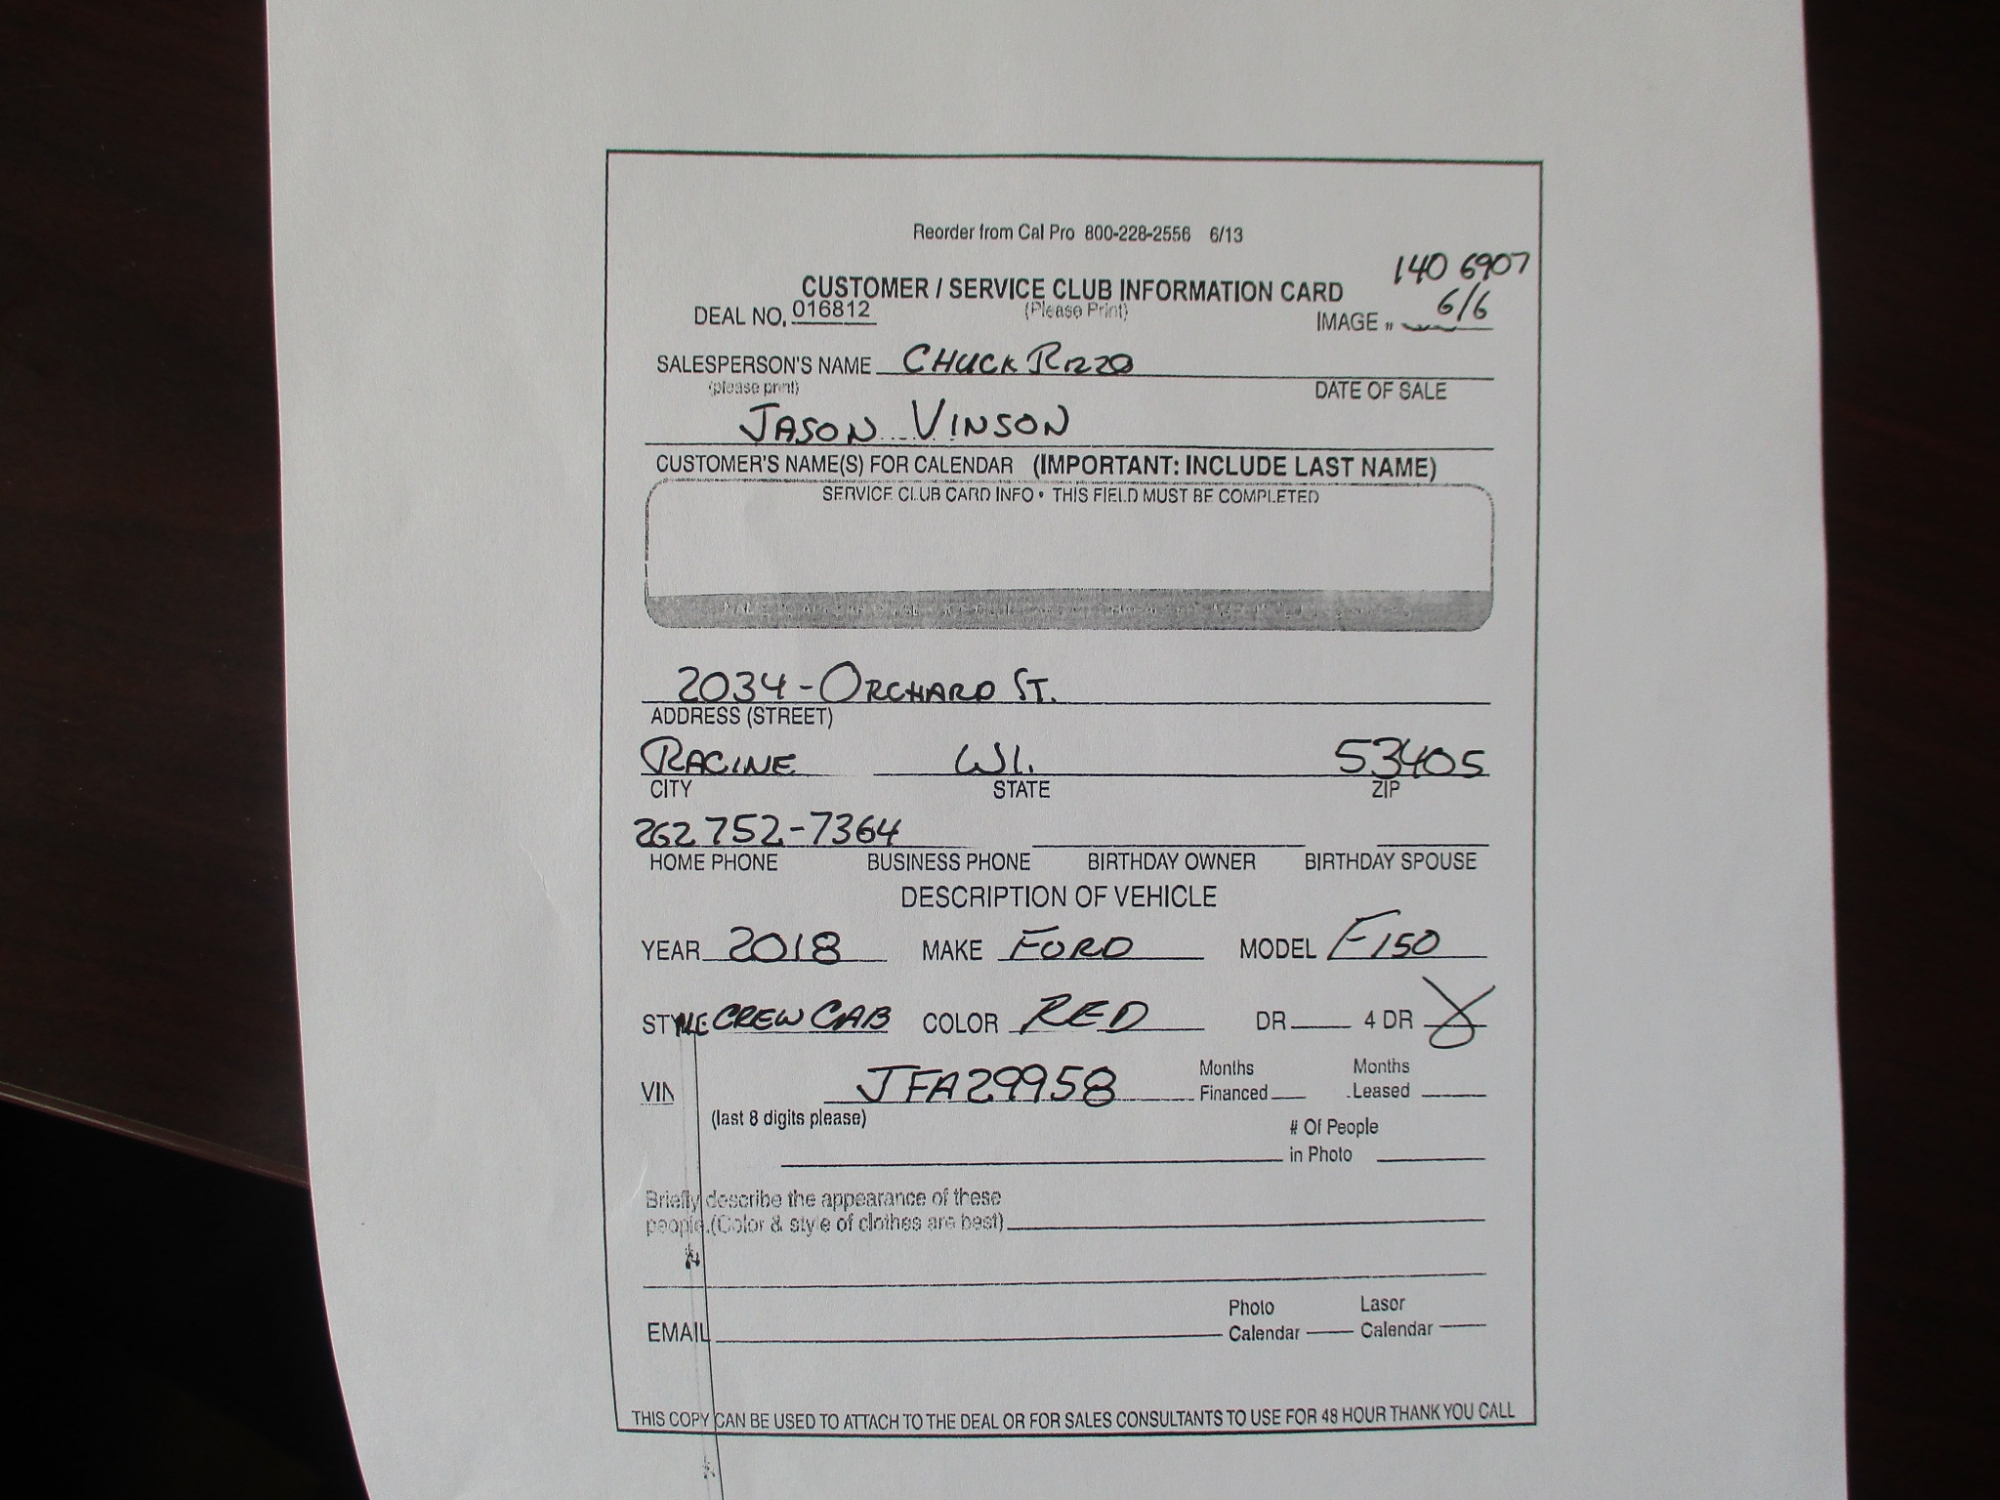 Reorder from Cal Pro 800-228-2556 6/13
140 6907
CUSTOMER / SERVICE CLUB INFORMATION CARD
DEAL NO. 016812 (Please Print) IMAGE # 6/6
SALESPERSON'S NAME CHUCK RIZZO
(please print) DATE OF SALE
JASON VINSON
CUSTOMER'S NAME(S) FOR CALENDAR (IMPORTANT: INCLUDE LAST NAME)
SERVICE CLUB CARD INFO • THIS FIELD MUST BE COMPLETED
2034 - ORCHARD ST.
ADDRESS (STREET)
RACINE WI. 53405
CITY STATE ZIP
262 752-7364
HOME PHONE BUSINESS PHONE BIRTHDAY OWNER BIRTHDAY SPOUSE
DESCRIPTION OF VEHICLE
YEAR 2018 MAKE FORD MODEL F150
STYLE CREW CAB COLOR RED DR 4 DR X
VIN JFA29958 Months Financed Months Leased
(last 8 digits please)
# Of People
in Photo
Briefly describe the appearance of these
people.(Color & style of clothes are best)
Photo Laser
EMAIL Calendar Calendar
THIS COPY CAN BE USED TO ATTACH TO THE DEAL OR FOR SALES CONSULTANTS TO USE FOR 48 HOUR THANK YOU CALL